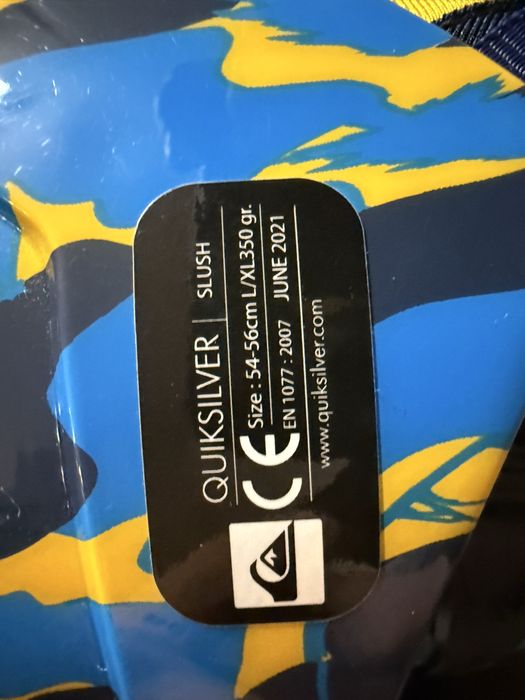 QUIKSILVER | SLUSH
CE Size : 54-56cm L/XL350 gr.
EN 1077 : 2007 JUNE 2021
www.quiksilver.com